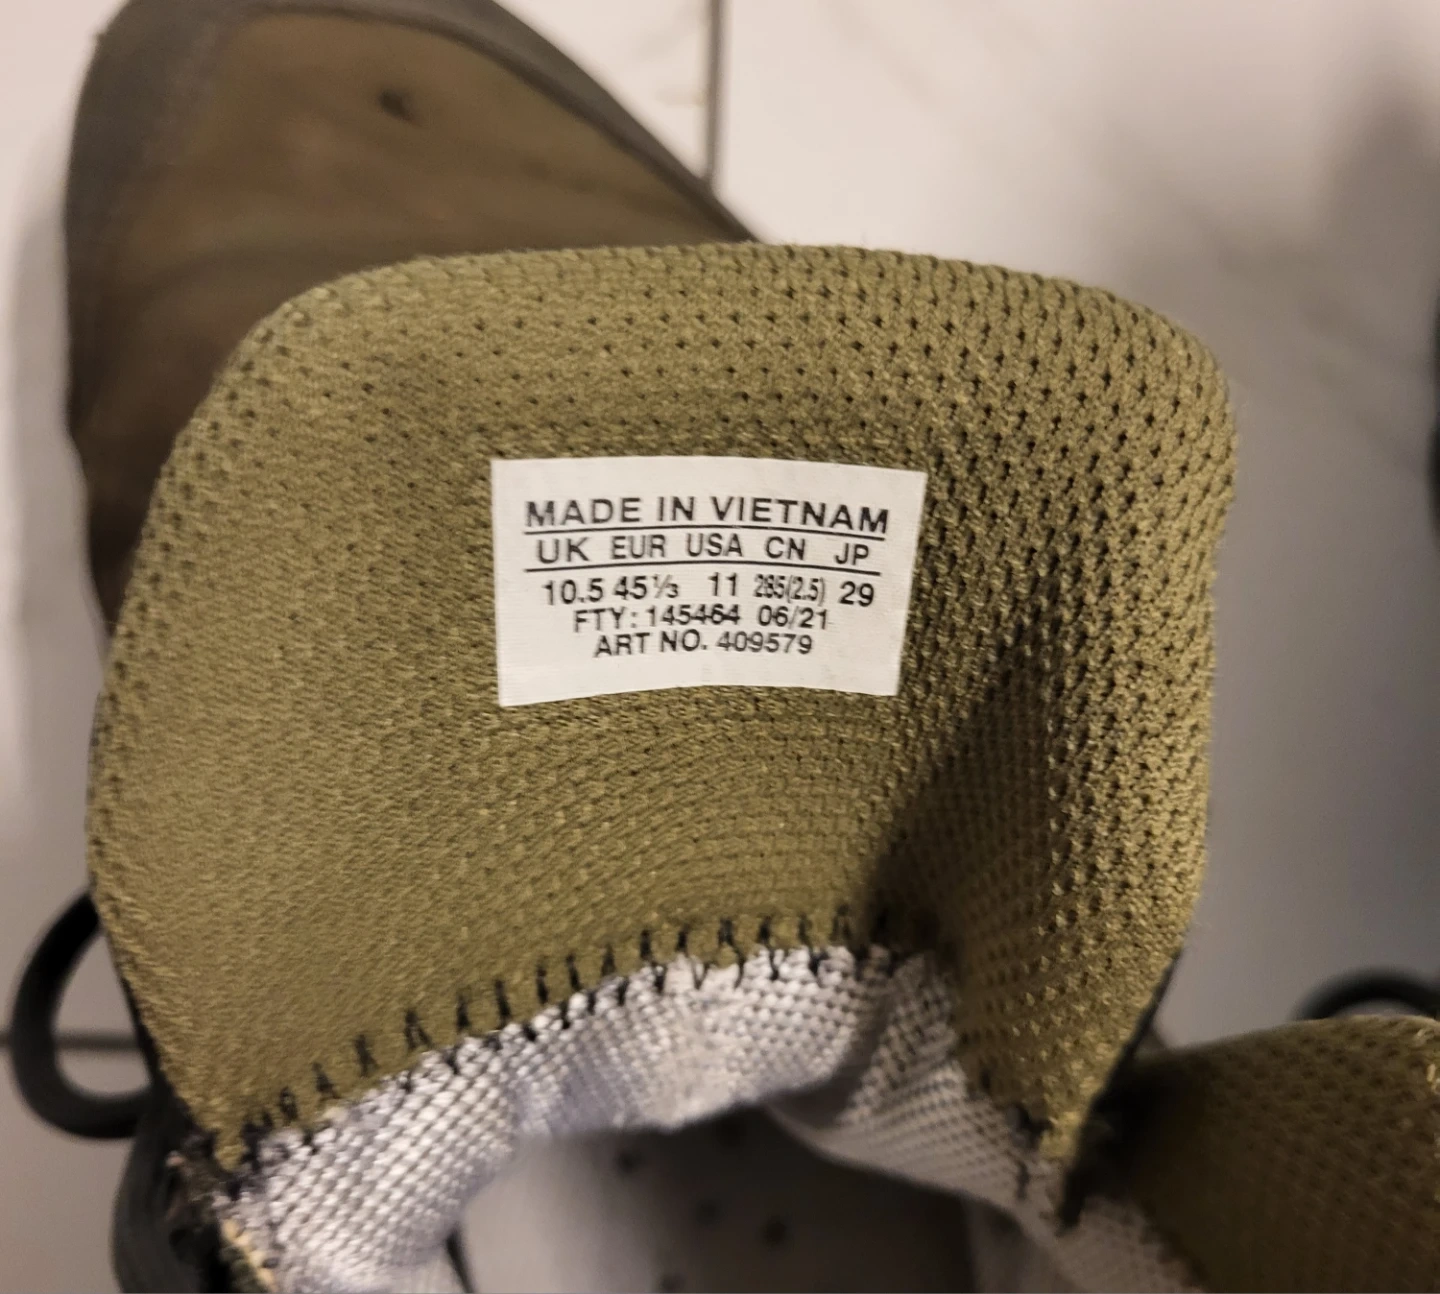 MADE IN VIETNAM
UK EUR USA CN JP
10.5 45⅓ 11 285(2.5) 29
FTY: 145464 06/21
ART NO. 409579